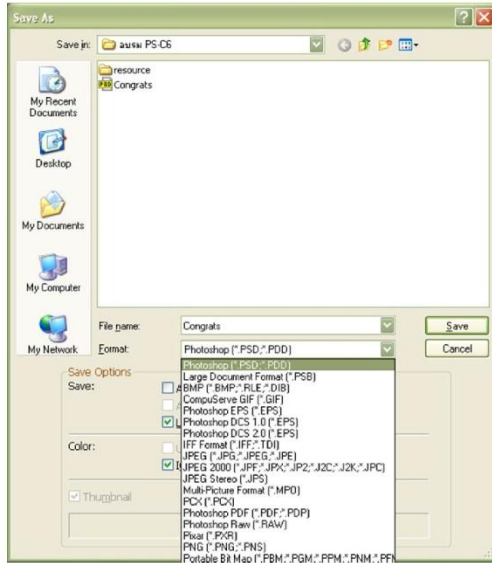 Save As
Save in:
อบรม PS-C6
resource
Congrats
My Recent
Documents
Desktop
My Documents
My Computer
My Network
File name:
Congrats
Save
Format:
Photoshop (*.PSD;*.PDD)
Cancel
Photoshop (*.PSD;*.PDD)
Large Document Format (*.PSB)
BMP (*.BMP;*.RLE;*.DIB)
CompuServe GIF (*.GIF)
Photoshop EPS (*.EPS)
Photoshop DCS 1.0 (*.EPS)
Photoshop DCS 2.0 (*.EPS)
IFF Format (*.IFF;*.TDI)
JPEG (*.JPG;*.JPEG;*.JPE)
JPEG 2000 (*.JPF;*.JPX;*.JP2;*.J2C;*.J2K;*.JPC)
JPEG Stereo (*.JPS)
Multi-Picture Format (*.MPO)
PCX (*.PCX)
Photoshop PDF (*.PDF;*.PDP)
Photoshop Raw (*.RAW)
Pixar (*.PXR)
PNG (*.PNG;*.PNS)
Portable Bit Map (*.PBM;*.PGM;*.PPM;*.PNM;*.PFM
Save Options
Save:
Color:
Thumbnail